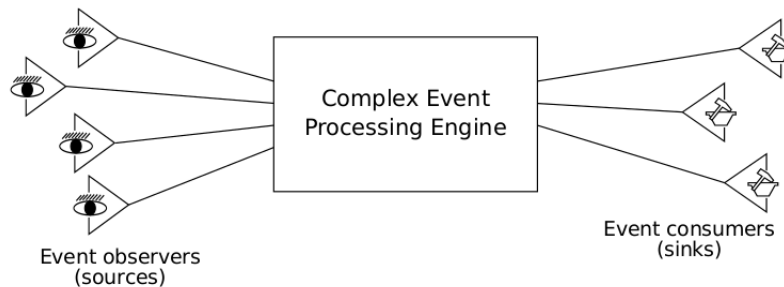 Complex Event
Processing Engine
Event observers
(sources)
Event consumers
(sinks)